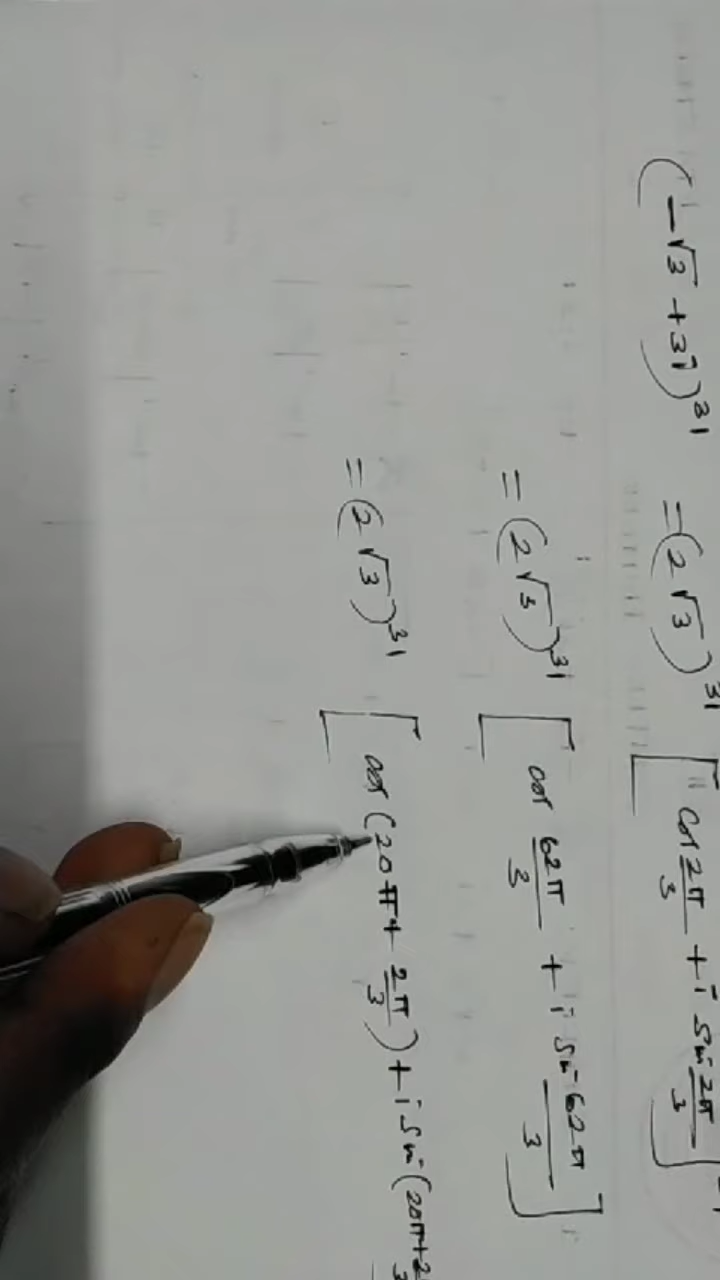 (-√3 + 3i)³¹ = (2√3)³¹ [cos 2π/3 + i sin 2π/3]
= (2√3)³¹ [cos 62π/3 + i sin 62π/3]
= (2√3)³¹ [cos (20π + 2π/3) + i sin (20π + 2